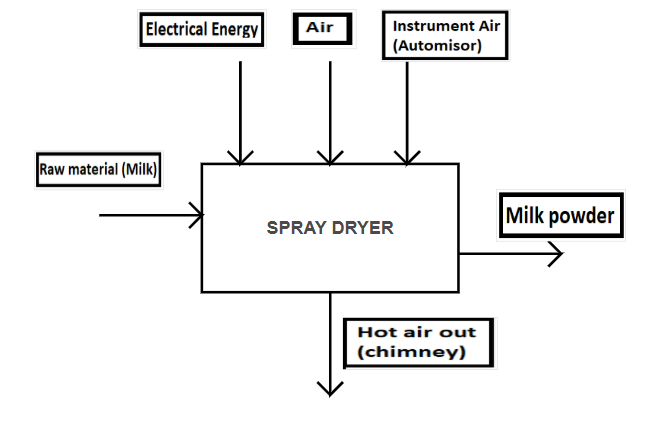 Electrical Energy
Air
Instrument Air
(Automisor)
Raw material (Milk)
SPRAY DRYER
Milk powder
Hot air out
(chimney)